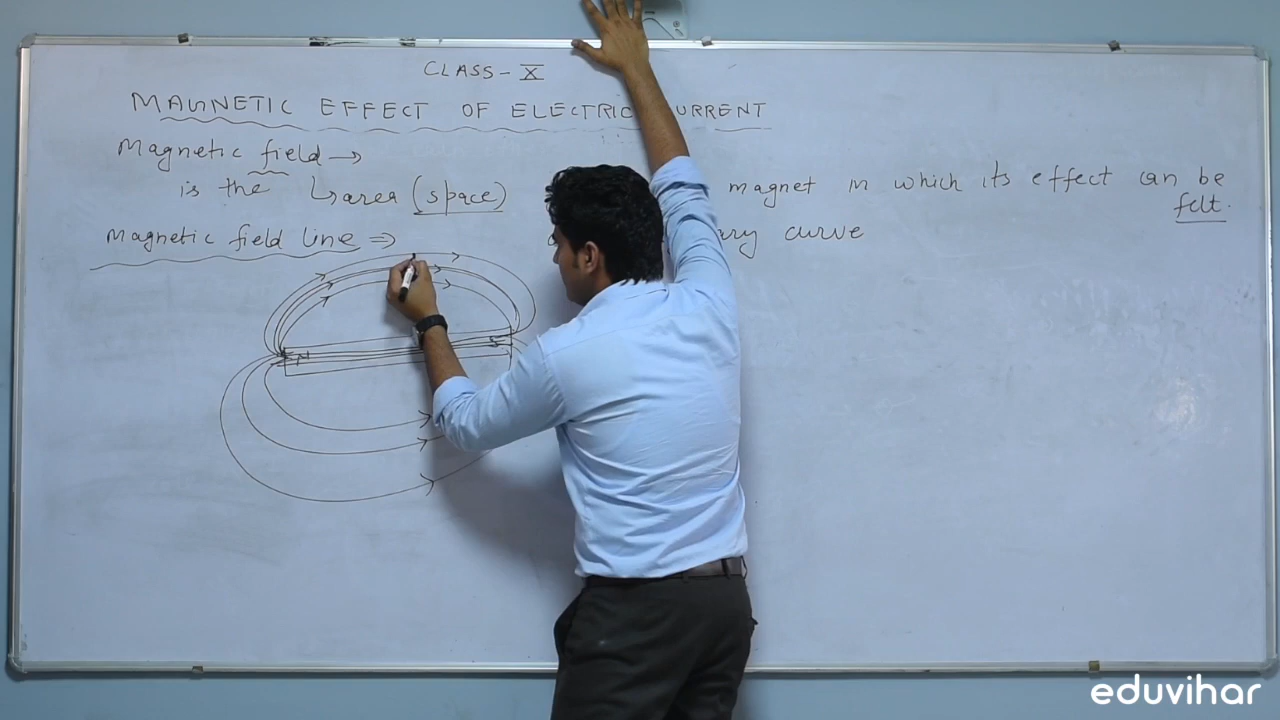 CLASS - X
MAGNETIC EFFECT OF ELECTRIC URRENT
Magnetic field →
is the ↳ area (space) magnet in which its effect can be
felt.
Magnetic field line ⇒ ary curve
N S
eduvihar